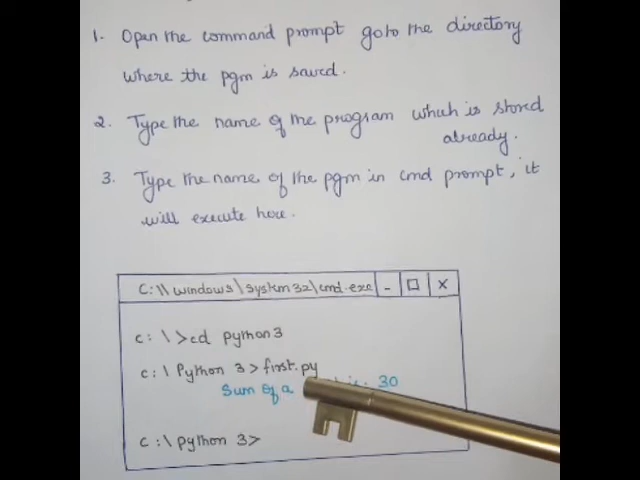 1. Open the command prompt goto the directory
where the pgm is saved.
2. Type the name of the program which is stored
already.
3. Type the name of the pgm in cmd prompt, it
will execute here.
C:\\windows\system32\cmd.exe - □ X
c:\>cd python3
c:\Python 3>first.py
Sum of a 30
c:\python 3>